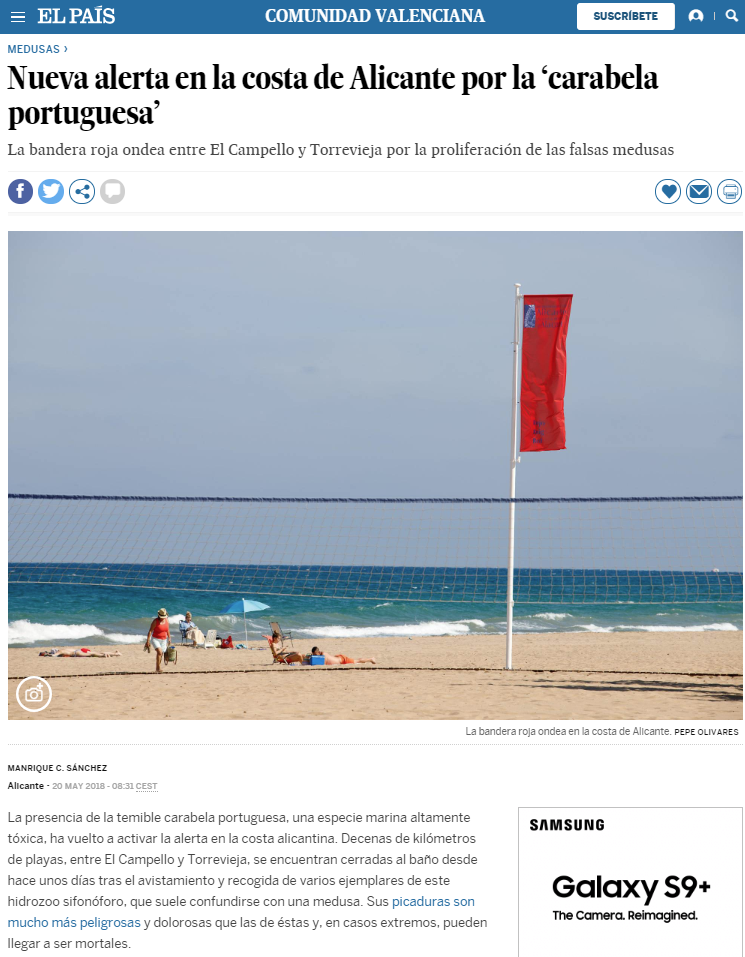 EL PAÍS
COMUNIDAD VALENCIANA
SUSCRÍBETE
MEDUSAS ›
Nueva alerta en la costa de Alicante por la ‘carabela
portuguesa’
La bandera roja ondea entre El Campello y Torrevieja por la proliferación de las falsas medusas
La bandera roja ondea en la costa de Alicante. PEPE OLIVARES
MANRIQUE C. SÁNCHEZ
Alicante - 20 MAY 2018 - 08:31 CEST
La presencia de la temible carabela portuguesa, una especie marina altamente
tóxica, ha vuelto a activar la alerta en la costa alicantina. Decenas de kilómetros
de playas, entre El Campello y Torrevieja, se encuentran cerradas al baño desde
hace unos días tras el avistamiento y recogida de varios ejemplares de este
hidrozoo sifonóforo, que suele confundirse con una medusa. Sus picaduras son
mucho más peligrosas y dolorosas que las de éstas y, en casos extremos, pueden
llegar a ser mortales.
SAMSUNG
Galaxy S9+
The Camera. Reimagined.